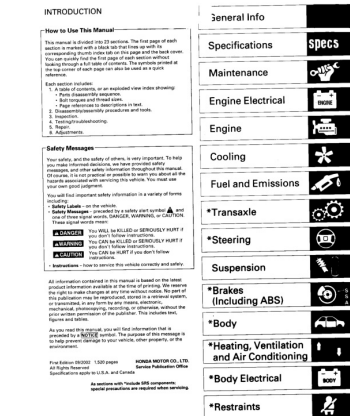 INTRODUCTION
How to Use This Manual
This manual is divided into 23 sections. The first page of each
section is marked with a black tab that lines up with its
corresponding thumb index tab on this page and the back cover.
You can quickly find the first page of each section without
looking through a full table of contents. The symbols printed at
the top corner of each page can also be used as a quick
reference.
Each section includes:
1. A table of contents, or an exploded view index showing:
• Parts disassembly sequence.
• Bolt torques and thread sizes.
• Page references to descriptions in text.
2. Disassembly/assembly procedures and tools.
3. Inspection.
4. Testing/troubleshooting.
5. Repair.
6. Adjustments.
Safety Messages
Your safety, and the safety of others, is very important. To help
you make informed decisions, we have provided safety
messages, and other safety information throughout this manual.
Of course, it is not practical or possible to warn you about all the
hazards associated with servicing this vehicle. You must use
your own good judgment.
You will find important safety information in a variety of forms
including:
• Safety Labels – on the vehicle.
• Safety Messages – preceded by a safety alert symbol and
one of three signal words, DANGER, WARNING, or CAUTION.
These signal words mean:
DANGER You WILL be KILLED or SERIOUSLY HURT if
you don't follow instructions.
WARNING You CAN be KILLED or SERIOUSLY HURT if
you don't follow instructions.
CAUTION You CAN be HURT if you don't follow
instructions.
• Instructions – how to service this vehicle correctly and safely.
All information contained in this manual is based on the latest
product information available at the time of printing. We reserve
the right to make changes at any time without notice. No part of
this publication may be reproduced, stored in a retrieval system,
or transmitted, in any form by any means, electronic,
mechanical, photocopying, recording, or otherwise, without the
prior written permission of the publisher. This includes text,
figures and tables.
As you read this manual, you will find information that is
preceded by a NOTICE symbol. The purpose of this message is
to help prevent damage to your vehicle, other property, or the
environment.
First Edition 1,520 pages HONDA MOTOR CO., LTD.
All Rights Reserved Service Publication Office
Specifications apply to U.S.A. and Canada
As sections with *include SRS components;
special precautions are required when servicing.
General Info
Specifications specs
Maintenance
Engine Electrical ENGINE
Engine
Cooling
Fuel and Emissions
*Transaxle
*Steering
Suspension
*Brakes
(Including ABS)
*Body
*Heating, Ventilation
and Air Conditioning
*Body Electrical BODY
*Restraints